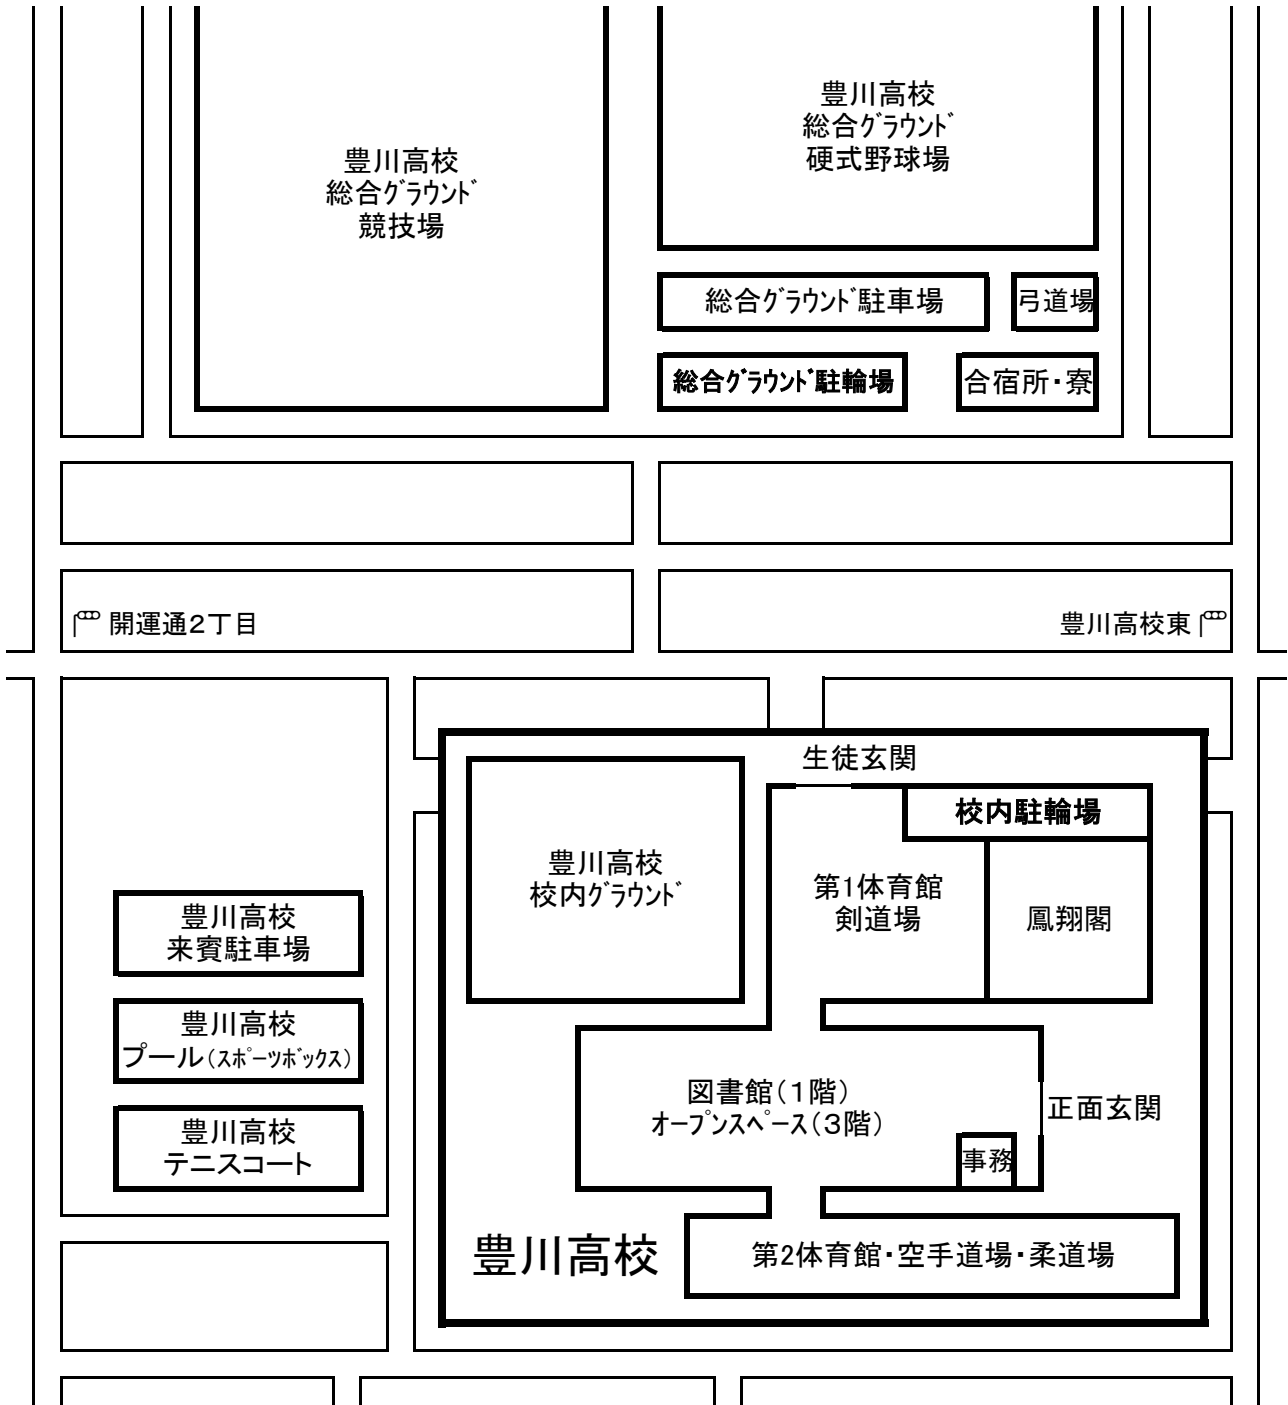 豊川高校
総合ｸﾞﾗｳﾝﾄﾞ
競技場
豊川高校
総合ｸﾞﾗｳﾝﾄﾞ
硬式野球場
総合ｸﾞﾗｳﾝﾄﾞ駐車場
弓道場
総合ｸﾞﾗｳﾝﾄﾞ駐輪場
合宿所・寮
開運通２丁目
豊川高校東
生徒玄関
校内駐輪場
豊川高校
校内ｸﾞﾗｳﾝﾄﾞ
第1体育館
剣道場
鳳翔閣
豊川高校
来賓駐車場
豊川高校
プール（ｽﾎﾟｰﾂﾎﾞｯｸｽ）
豊川高校
テニスコート
図書館（１階）
ｵｰﾌﾟﾝｽﾍﾟｰｽ（３階）
正面玄関
事務
豊川高校
第2体育館・空手道場・柔道場